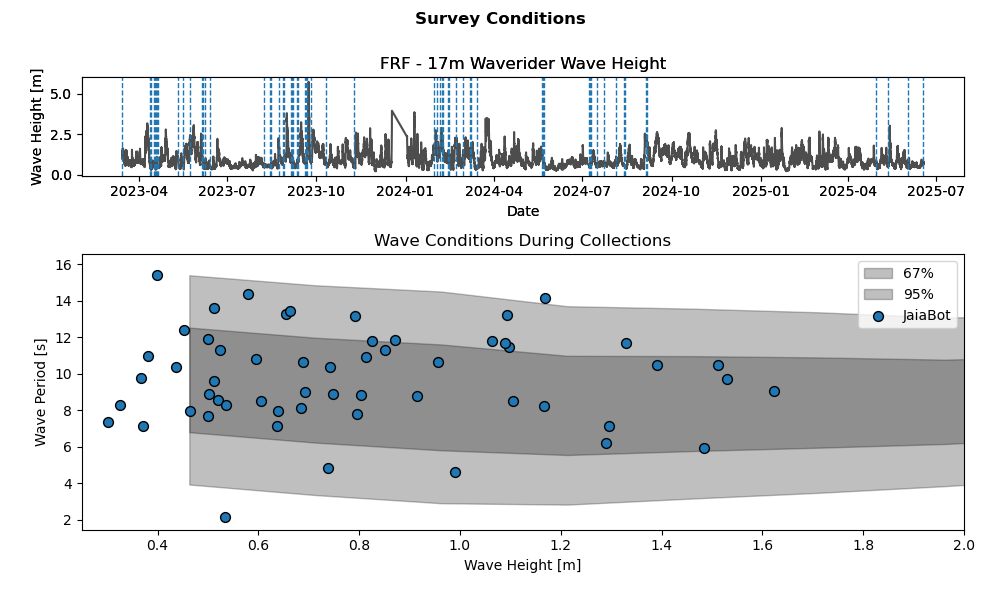 Survey Conditions
FRF - 17m Waverider Wave Height
Wave Height [m]
5.0
2.5
0.0
2023-04 2023-07 2023-10 2024-01 2024-04 2024-07 2024-10 2025-01 2025-04 2025-07
Date
Wave Conditions During Collections
Wave Period [s]
16
14
12
10
8
6
4
2
67%
95%
JaiaBot
0.4 0.6 0.8 1.0 1.2 1.4 1.6 1.8 2.0
Wave Height [m]